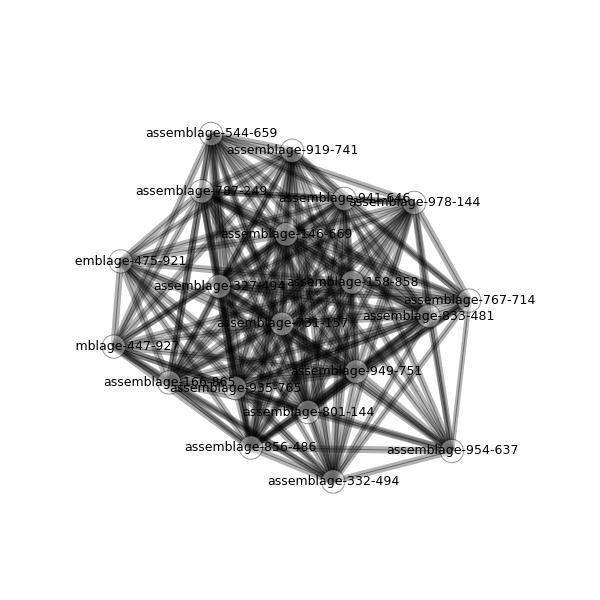 assemblage-544-659
assemblage-919-741
assemblage-787-249
assemblage-941-646
assemblage-978-144
assemblage-146-669
emblage-475-921
assemblage-327-494
assemblage-158-858
assemblage-767-714
assemblage-833-481
assemblage-731-157
mblage-447-927
assemblage-949-751
assemblage-166-865
assemblage-935-765
assemblage-801-144
assemblage-856-486
assemblage-954-637
assemblage-332-494